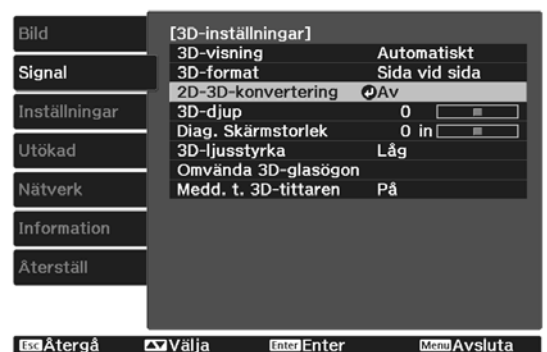 Bild
Signal
Inställningar
Utökad
Nätverk
Information
Återställ
[3D-inställningar]
3D-visning Automatiskt
3D-format Sida vid sida
2D-3D-konvertering Av
3D-djup 0
Diag. Skärmstorlek 0 in
3D-ljusstyrka Låg
Omvända 3D-glasögon
Medd. t. 3D-tittaren På
Esc Återgå Välja Enter Enter Menu Avsluta